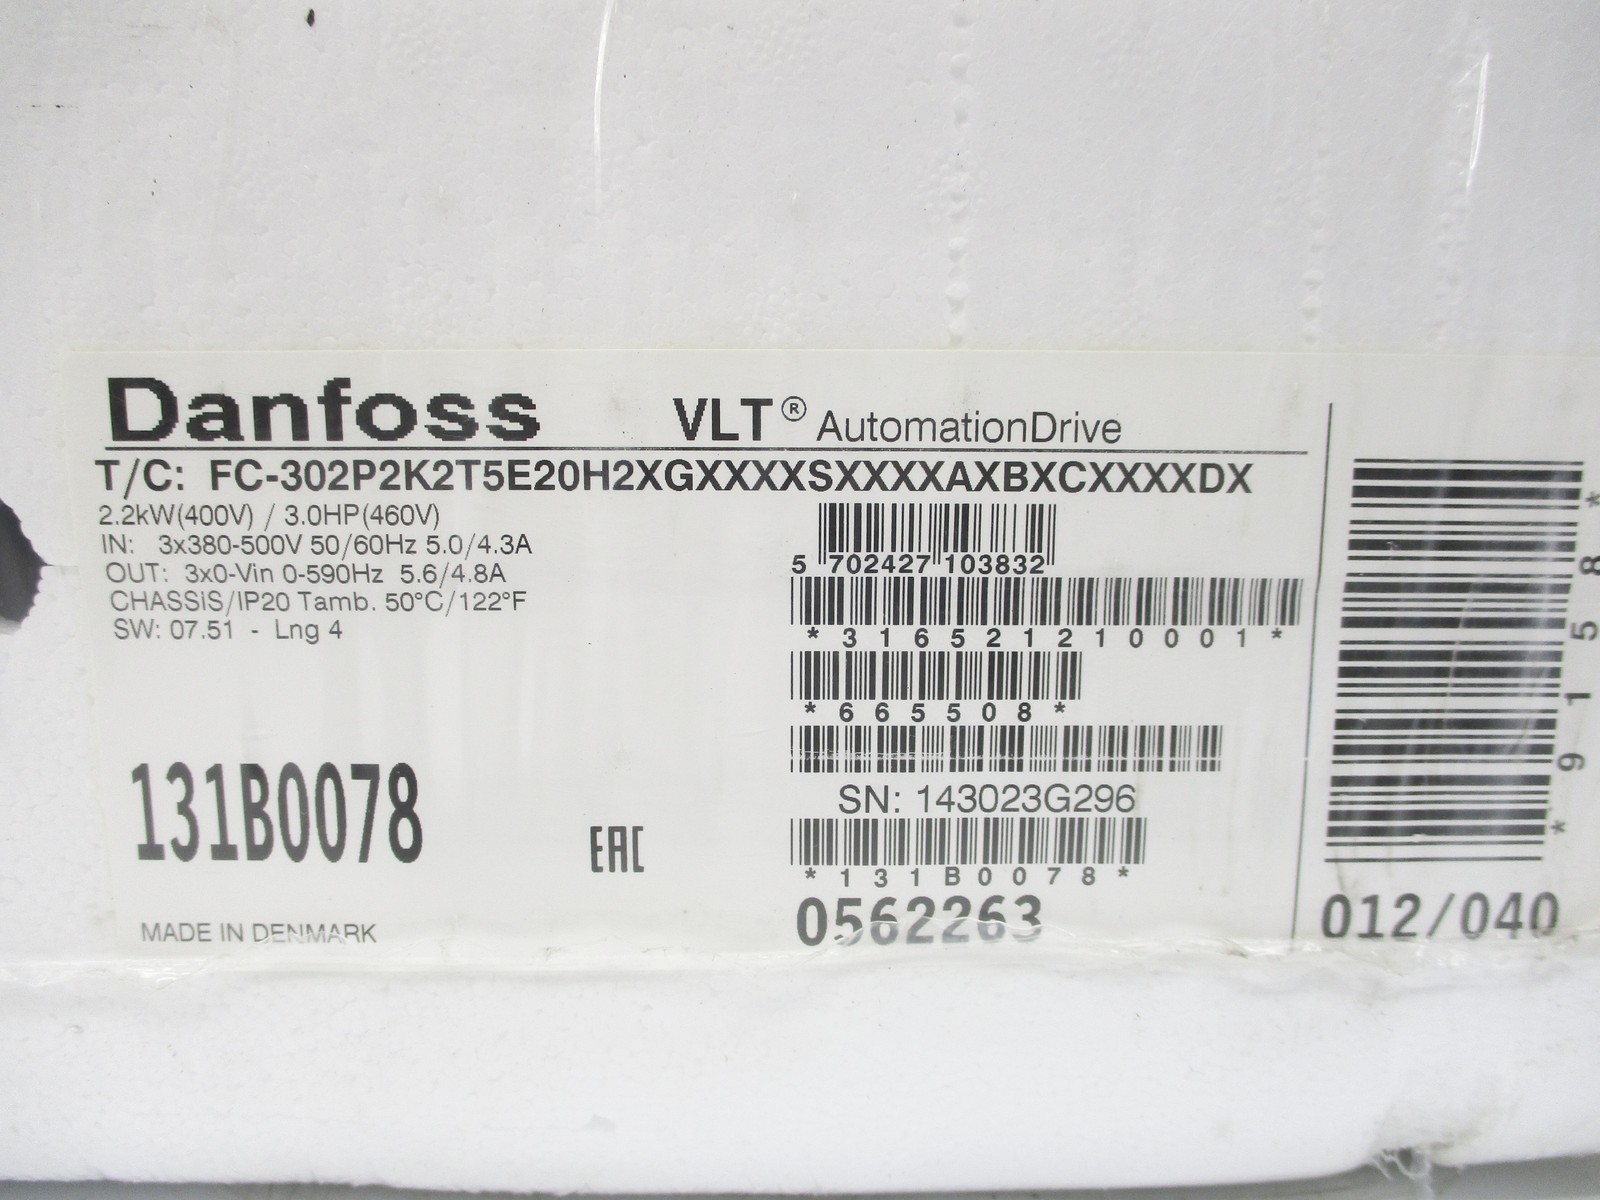 Danfoss VLT® AutomationDrive
T/C: FC-302P2K2T5E20H2XGXXXXSXXXXAXBXCXXXXDX
2.2kW(400V) / 3.0HP(460V)
IN: 3x380-500V 50/60Hz 5.0/4.3A
OUT: 3x0-Vin 0-590Hz 5.6/4.8A
CHASSIS/IP20 Tamb. 50°C/122°F
SW: 07.51 - Lng 4
131B0078
EAC
MADE IN DENMARK
5 702427 103832
*316521210001*
*665508*
SN: 143023G296
*131B0078*
0562263
*9158*
012/040